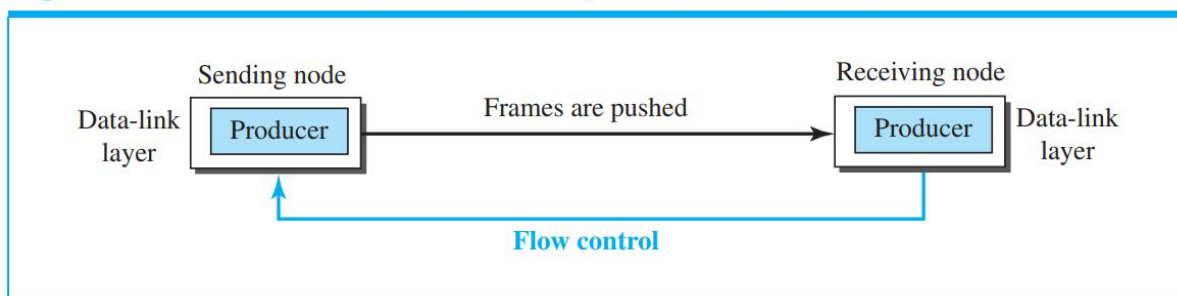 Sending node
Receiving node
Data-link
layer
Producer
Frames are pushed
Producer
Data-link
layer
Flow control